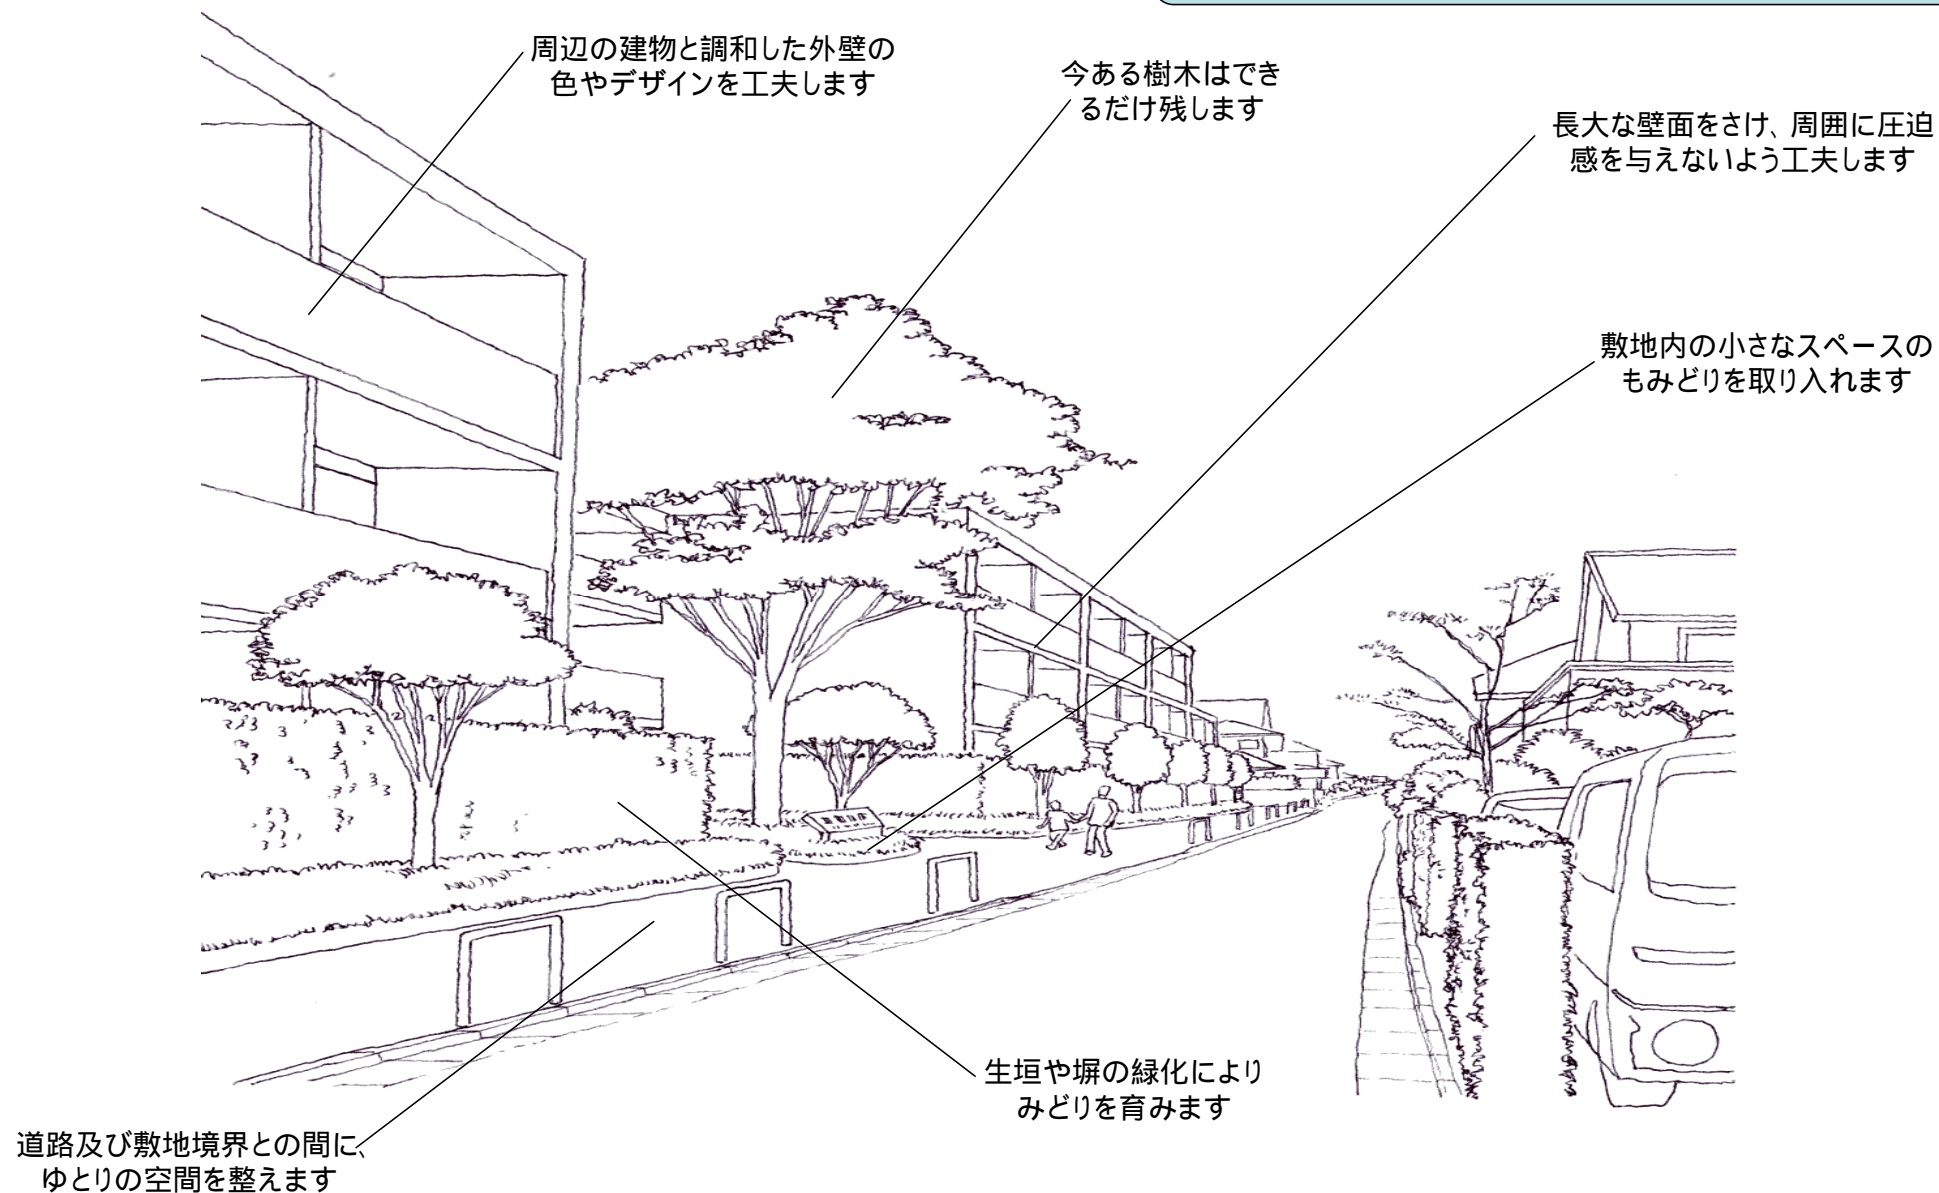 周辺の建物と調和した外壁の
色やデザインを工夫します
今ある樹木はでき
るだけ残します
長大な壁面をさけ、周囲に圧迫
感を与えないよう工夫します
敷地内の小さなスペースの
もみどりを取り入れます
生垣や塀の緑化により
みどりを育みます
道路及び敷地境界との間に、
ゆとりの空間を整えます